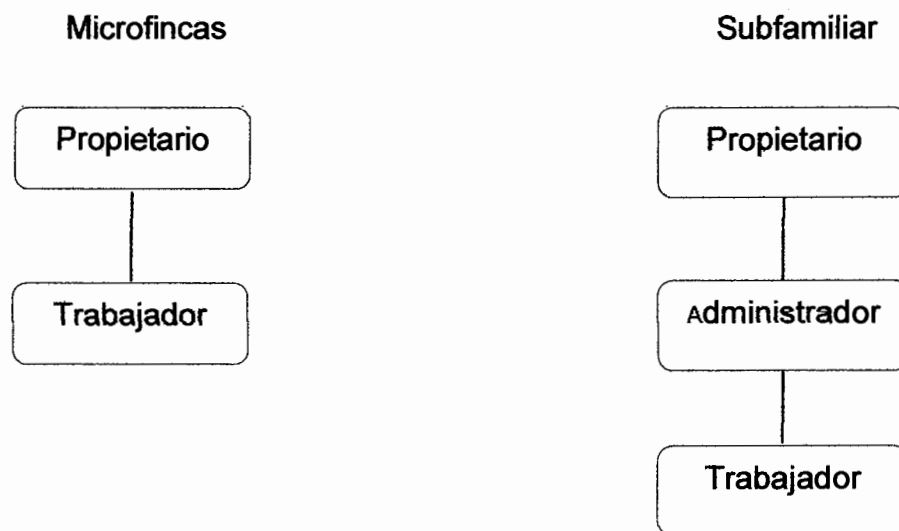 Microfincas
Propietario
Trabajador
Subfamiliar
Propietario
Administrador
Trabajador